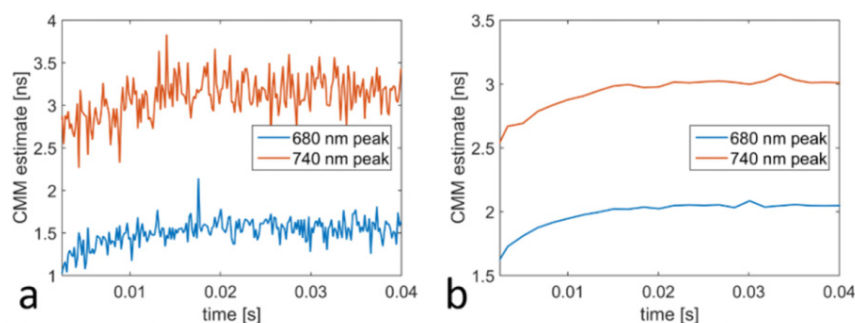 4
3.5
3
2.5
2
1.5
1
CMM estimate [ns]
680 nm peak
740 nm peak
0.01 0.02 0.03 0.04
time [s]
a
3.5
3
2.5
2
1.5
CMM estimate [ns]
680 nm peak
740 nm peak
0.01 0.02 0.03 0.04
time [s]
b